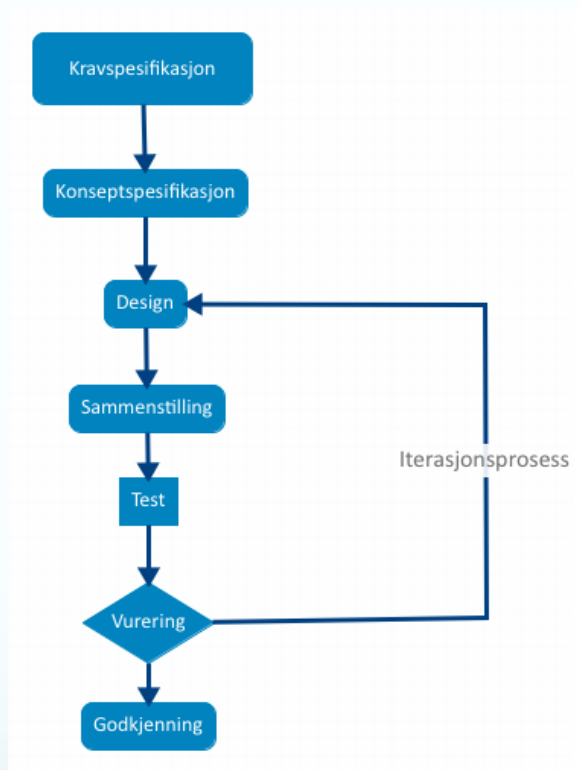 Kravspesifikasjon
Konseptspesifikasjon
Design
Sammenstilling
Iterasjonsprosess
Test
Vurering
Godkjenning